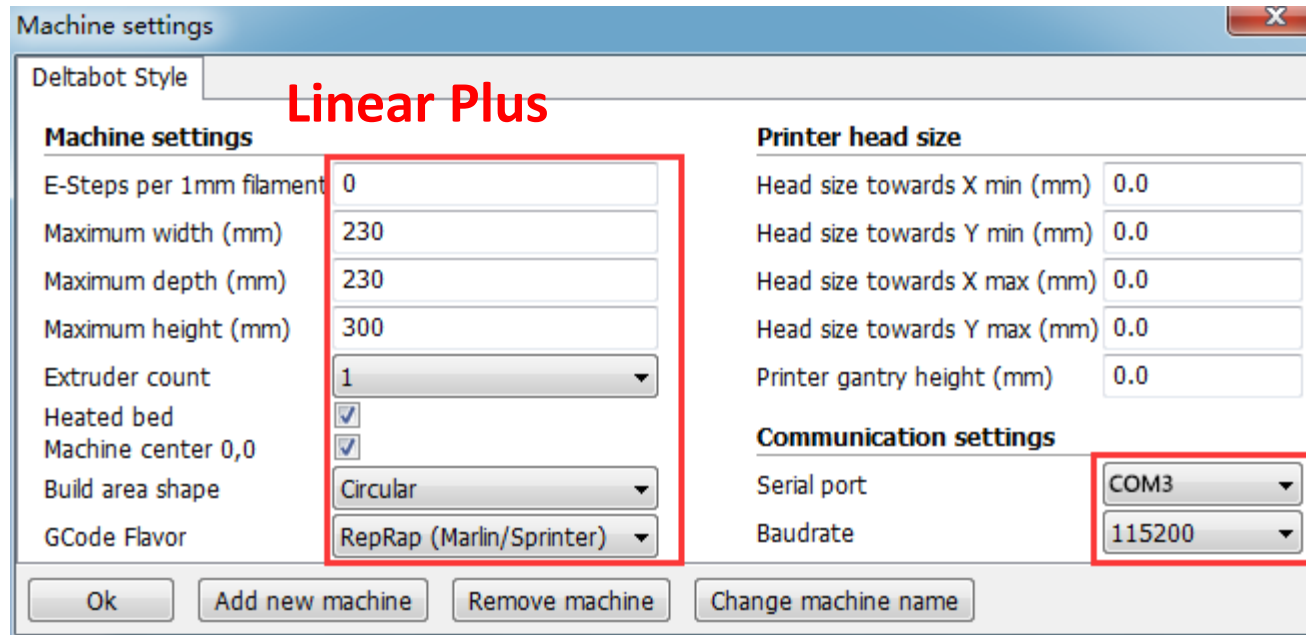 Machine settings
Deltabot Style
Linear Plus
Machine settings
E-Steps per 1mm filament 0
Maximum width (mm) 230
Maximum depth (mm) 230
Maximum height (mm) 300
Extruder count 1
Heated bed
Machine center 0,0
Build area shape Circular
GCode Flavor RepRap (Marlin/Sprinter)
Printer head size
Head size towards X min (mm) 0.0
Head size towards Y min (mm) 0.0
Head size towards X max (mm) 0.0
Head size towards Y max (mm) 0.0
Printer gantry height (mm) 0.0
Communication settings
Serial port COM3
Baudrate 115200
Ok Add new machine Remove machine Change machine name